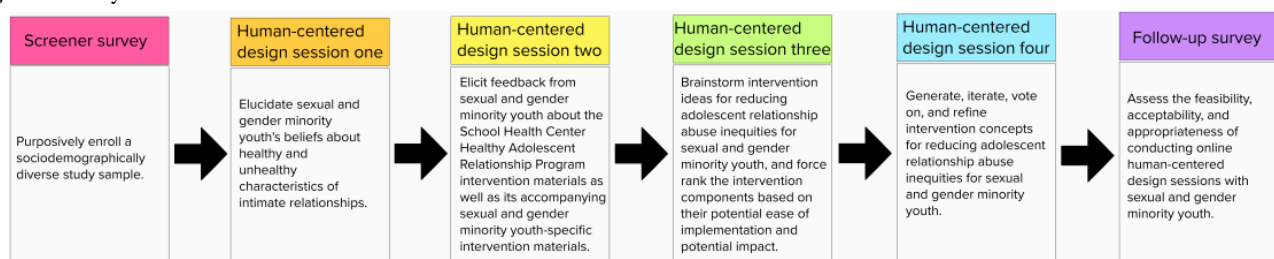 Screener survey
Purposively enroll a
sociodemographically
diverse study sample.
Human-centered
design session one
Elucidate sexual and
gender minority
youth's beliefs about
healthy and
unhealthy
characteristics of
intimate relationships.
Human-centered
design session two
Elicit feedback from
sexual and gender
minority youth about the
School Health Center
Healthy Adolescent
Relationship Program
intervention materials as
well as its accompanying
sexual and gender
minority youth-specific
intervention materials.
Human-centered
design session three
Brainstorm intervention
ideas for reducing
adolescent relationship
abuse inequities for
sexual and gender
minority youth, and force
rank the intervention
components based on
their potential ease of
implementation and
potential impact.
Human-centered
design session four
Generate, iterate, vote
on, and refine
intervention concepts
for reducing adolescent
relationship abuse
inequities for sexual
and gender minority
youth.
Follow-up survey
Assess the feasibility,
acceptability, and
appropriateness of
conducting online
human-centered
design sessions with
sexual and gender
minority youth.